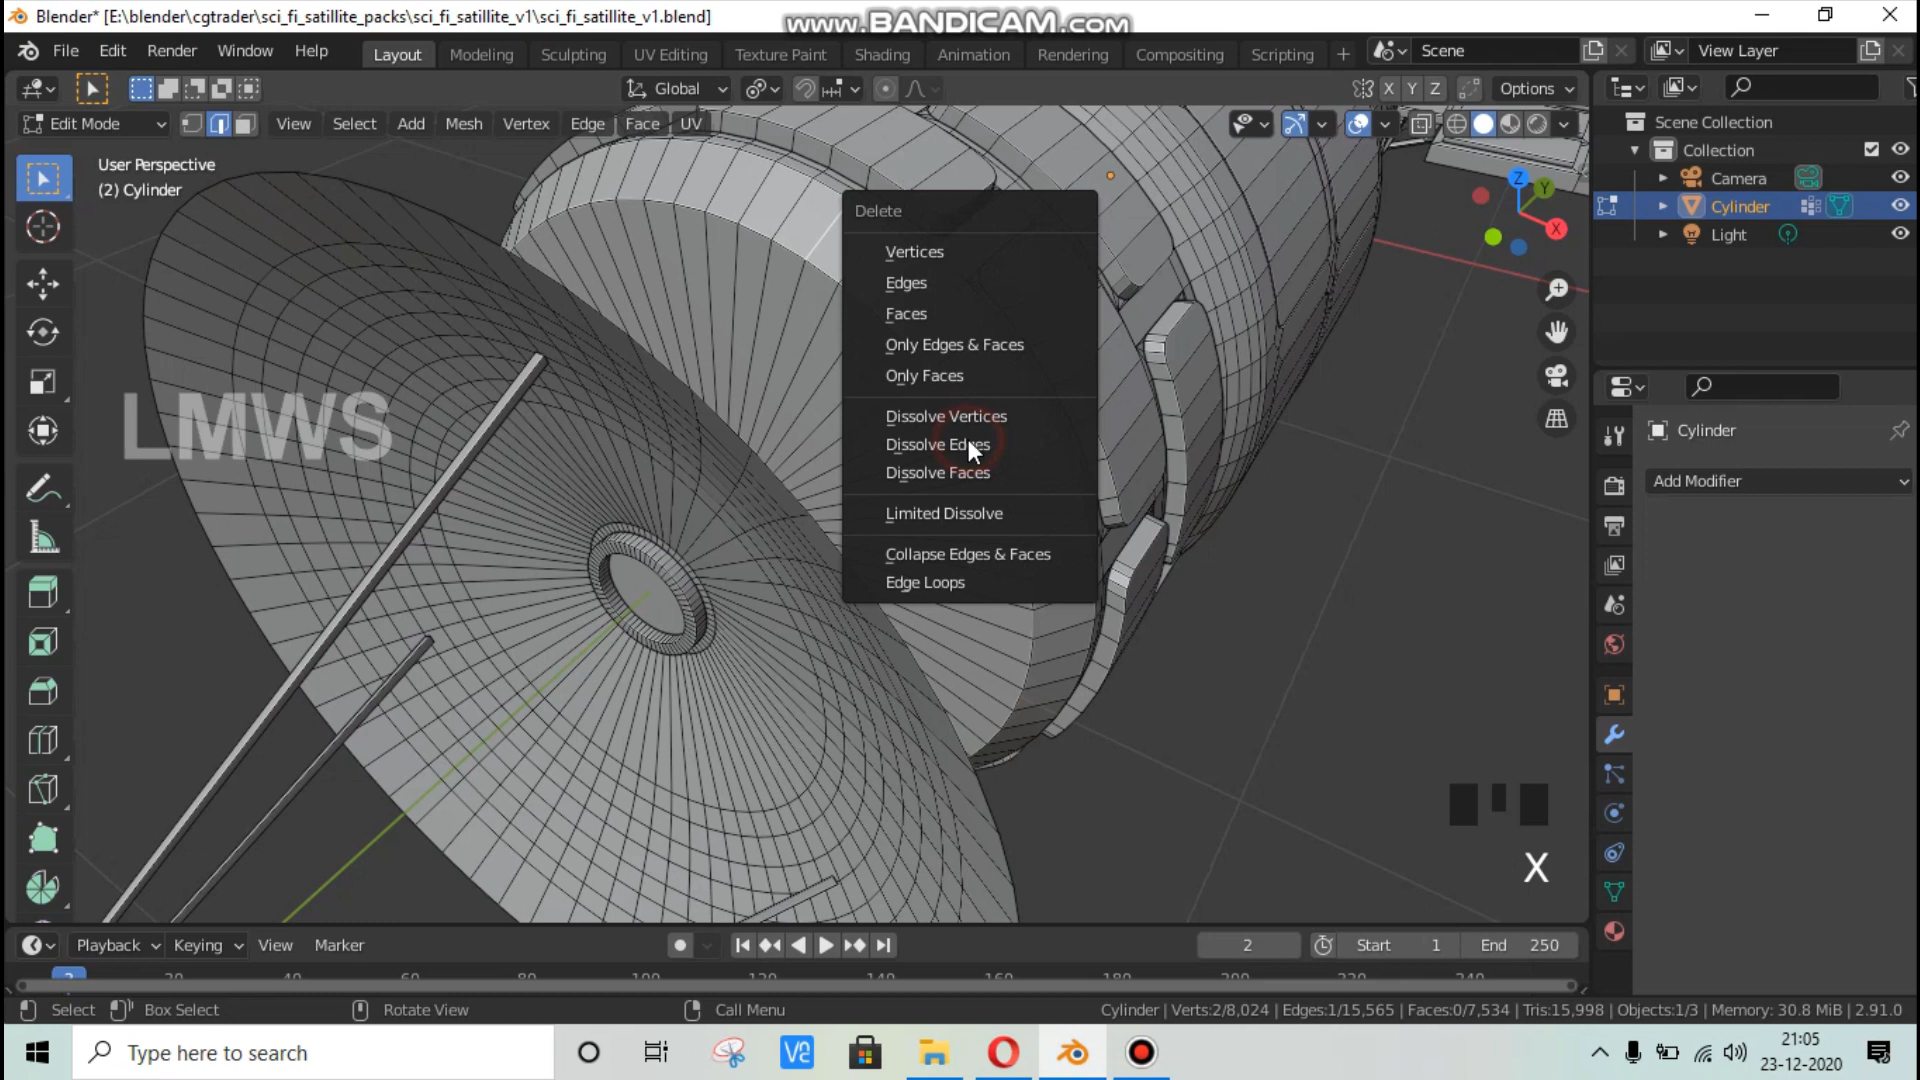 Blender* [E:\blender\cgtrader\sci_fi_satillite_packs\sci_fi_satillite_v1\sci_fi_satillite_v1.blend]
www.BANDICAM.com
File Edit Render Window Help Layout Modeling Sculpting UV Editing Texture Paint Shading Animation Rendering Compositing Scripting + Scene View Layer
Global X Y Z Options
Edit Mode View Select Add Mesh Vertex Edge Face UV
User Perspective
(2) Cylinder
LMWS
Delete
Vertices
Edges
Faces
Only Edges & Faces
Only Faces
Dissolve Vertices
Dissolve Edges
Dissolve Faces
Limited Dissolve
Collapse Edges & Faces
Edge Loops
Z
Y
X
X
Scene Collection
Collection
Camera
Cylinder
Light
Cylinder
Add Modifier
Playback Keying View Marker 2 Start 1 End 250
2
Select Box Select Rotate View Call Menu Cylinder | Verts:2/8,024 | Edges:1/15,565 | Faces:0/7,534 | Tris:15,998 | Objects:1/3 | Memory: 30.8 MiB | 2.91.0
Type here to search
21:05
23-12-2020